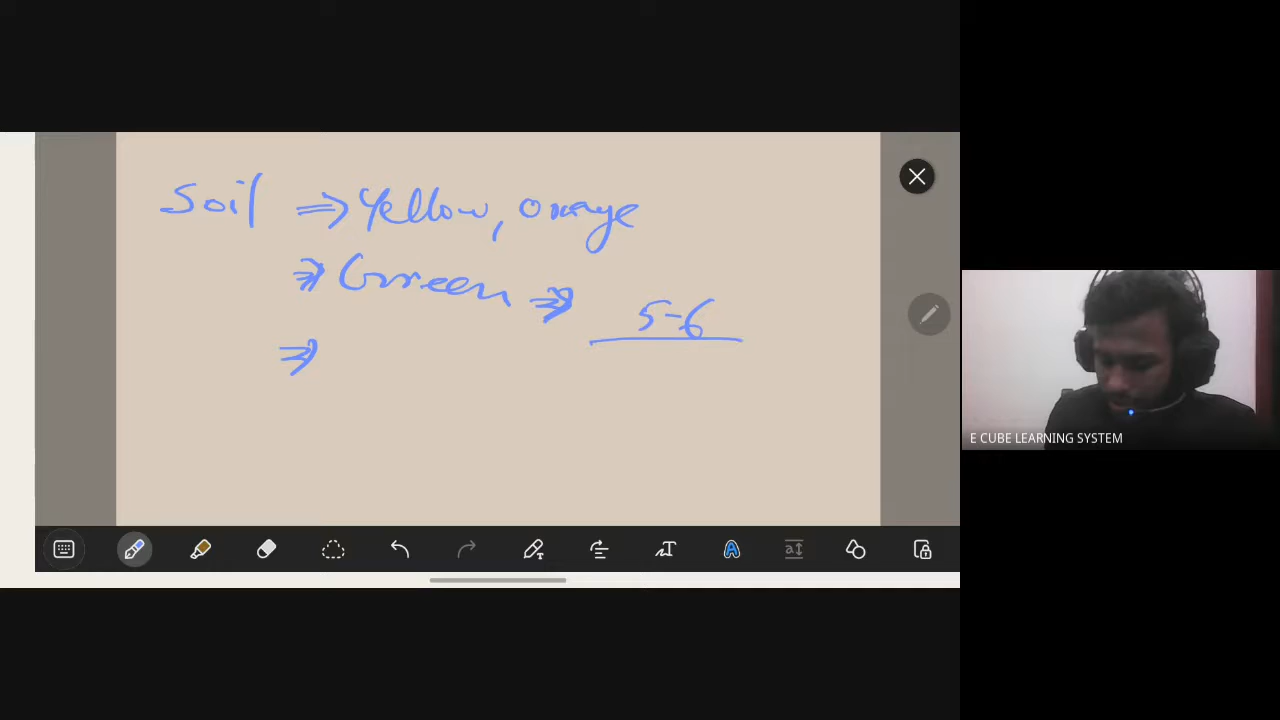 Soil ⇒ Yellow, Orange
⇒ Green ⇒ 5-6
⇒
E CUBE LEARNING SYSTEM